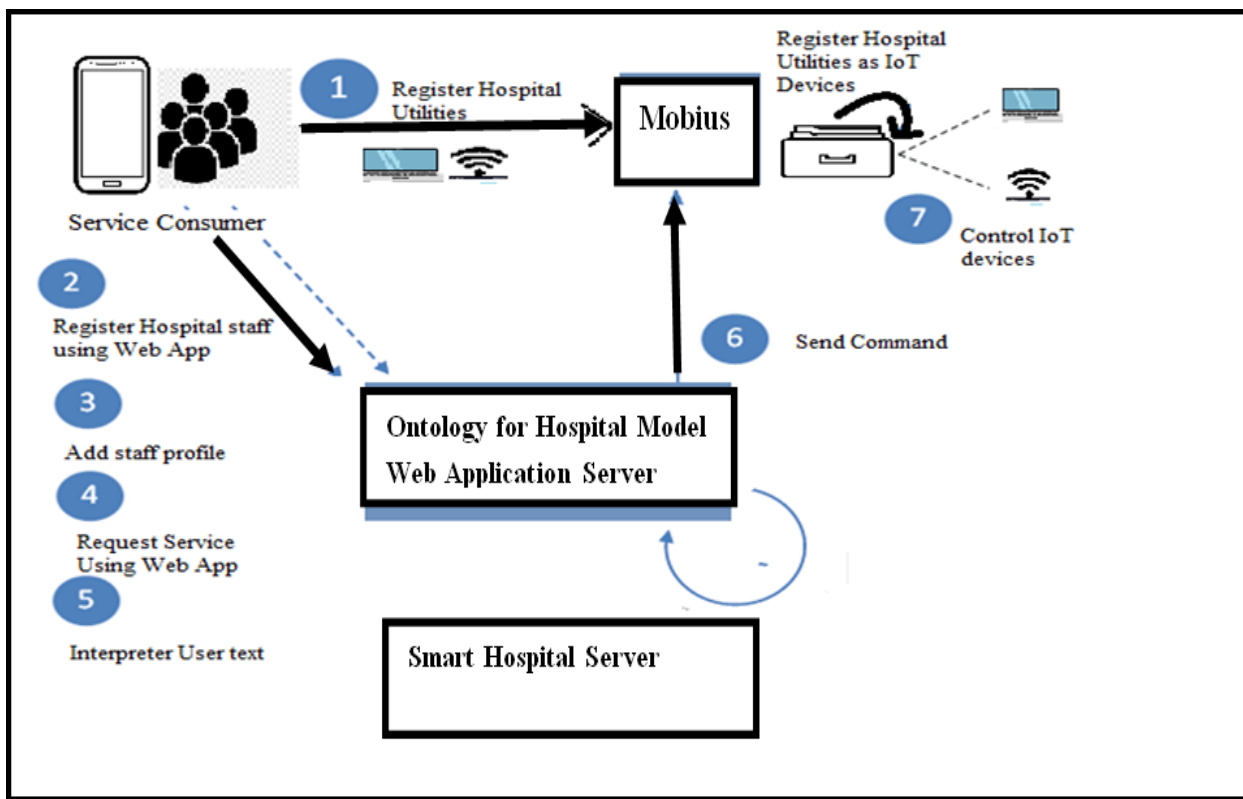 1
Register Hospital
Utilities
Mobius
Register Hospital
Utilities as IoT
Devices
Service Consumer
7
Control IoT
devices
2
Register Hospital staff
using Web App
6
Send Command
3
Add staff profile
Ontology for Hospital Model
Web Application Server
4
Request Service
Using Web App
5
Interpreter User text
Smart Hospital Server